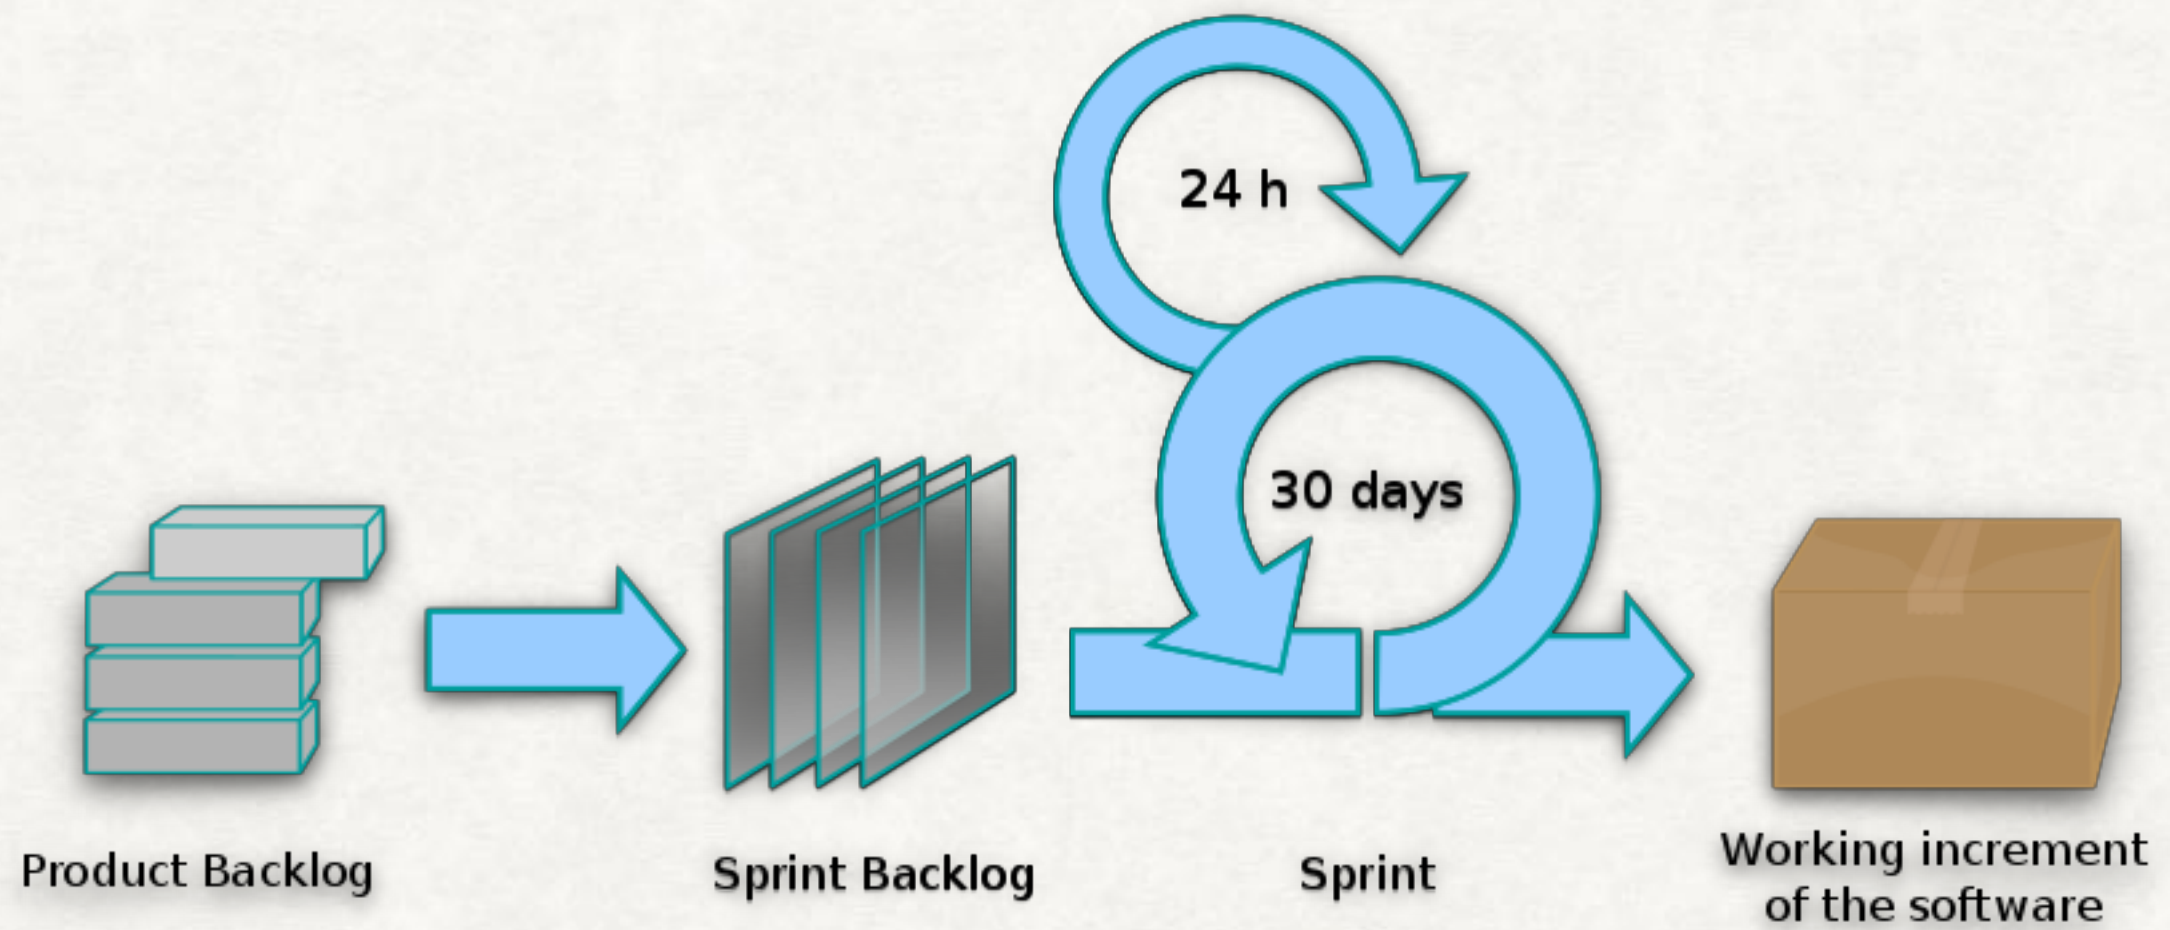 24 h
30 days
Product Backlog
Sprint Backlog
Sprint
Working increment
of the software